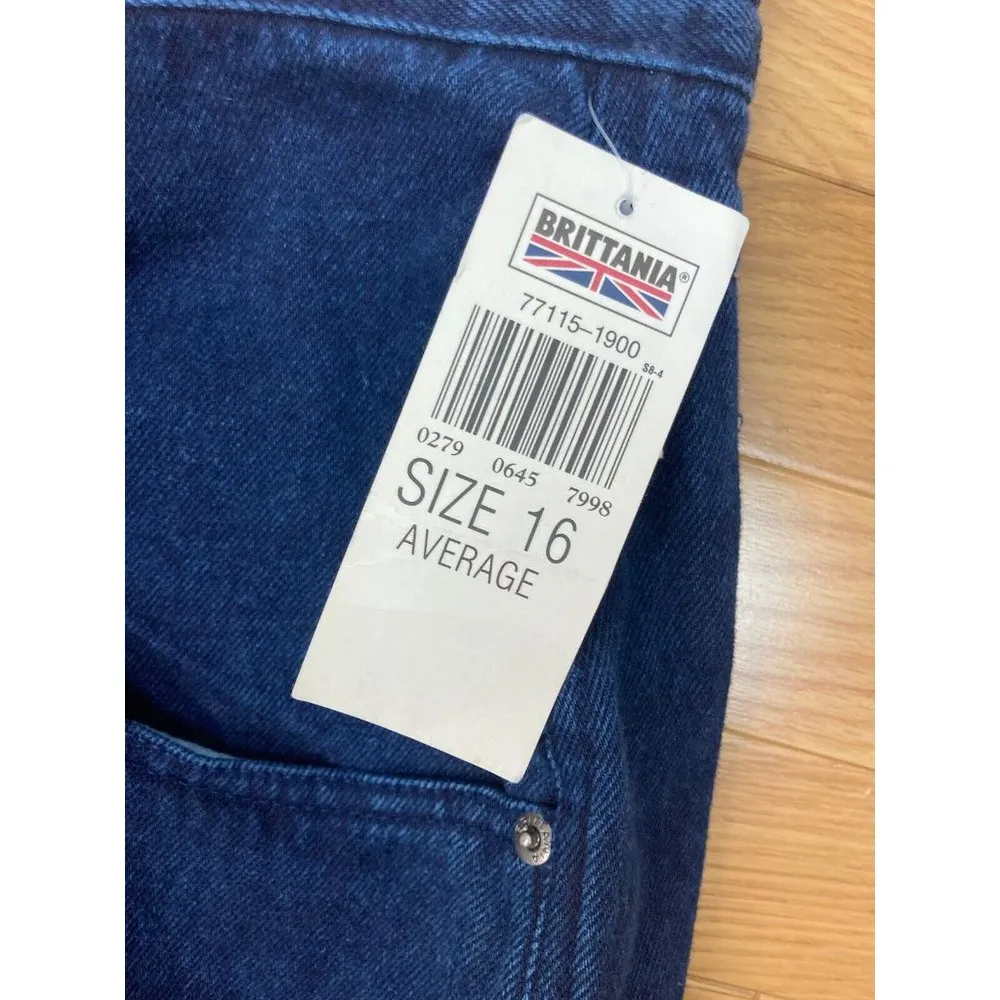 BRITTANIA®
77115–1900
S8-4
0279 0645 7998
SIZE 16
AVERAGE